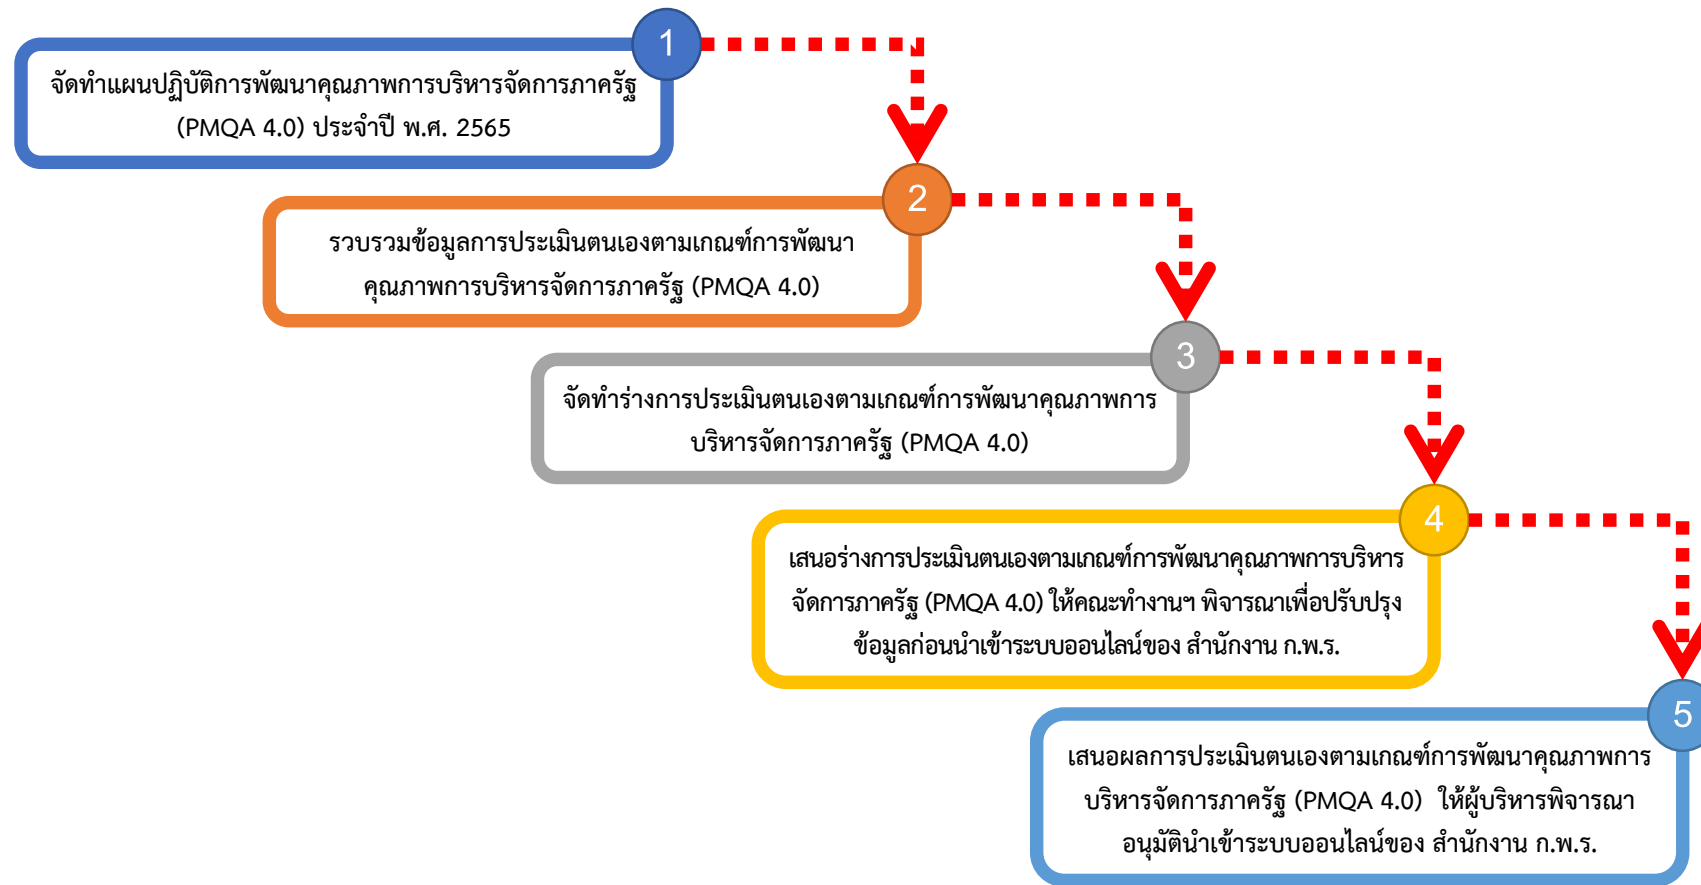 1
จัดทำแผนปฏิบัติการพัฒนาคุณภาพการบริหารจัดการภาครัฐ
(PMQA 4.0) ประจำปี พ.ศ. 2565
2
รวบรวมข้อมูลการประเมินตนเองตามเกณฑ์การพัฒนา
คุณภาพการบริหารจัดการภาครัฐ (PMQA 4.0)
3
จัดทำร่างการประเมินตนเองตามเกณฑ์การพัฒนาคุณภาพการ
บริหารจัดการภาครัฐ (PMQA 4.0)
4
เสนอร่างการประเมินตนเองตามเกณฑ์การพัฒนาคุณภาพการบริหาร
จัดการภาครัฐ (PMQA 4.0) ให้คณะทำงานฯ พิจารณาเพื่อปรับปรุง
ข้อมูลก่อนนำเข้าระบบออนไลน์ของ สำนักงาน ก.พ.ร.
5
เสนอผลการประเมินตนเองตามเกณฑ์การพัฒนาคุณภาพการ
บริหารจัดการภาครัฐ (PMQA 4.0) ให้ผู้บริหารพิจารณา
อนุมัตินำเข้าระบบออนไลน์ของ สำนักงาน ก.พ.ร.